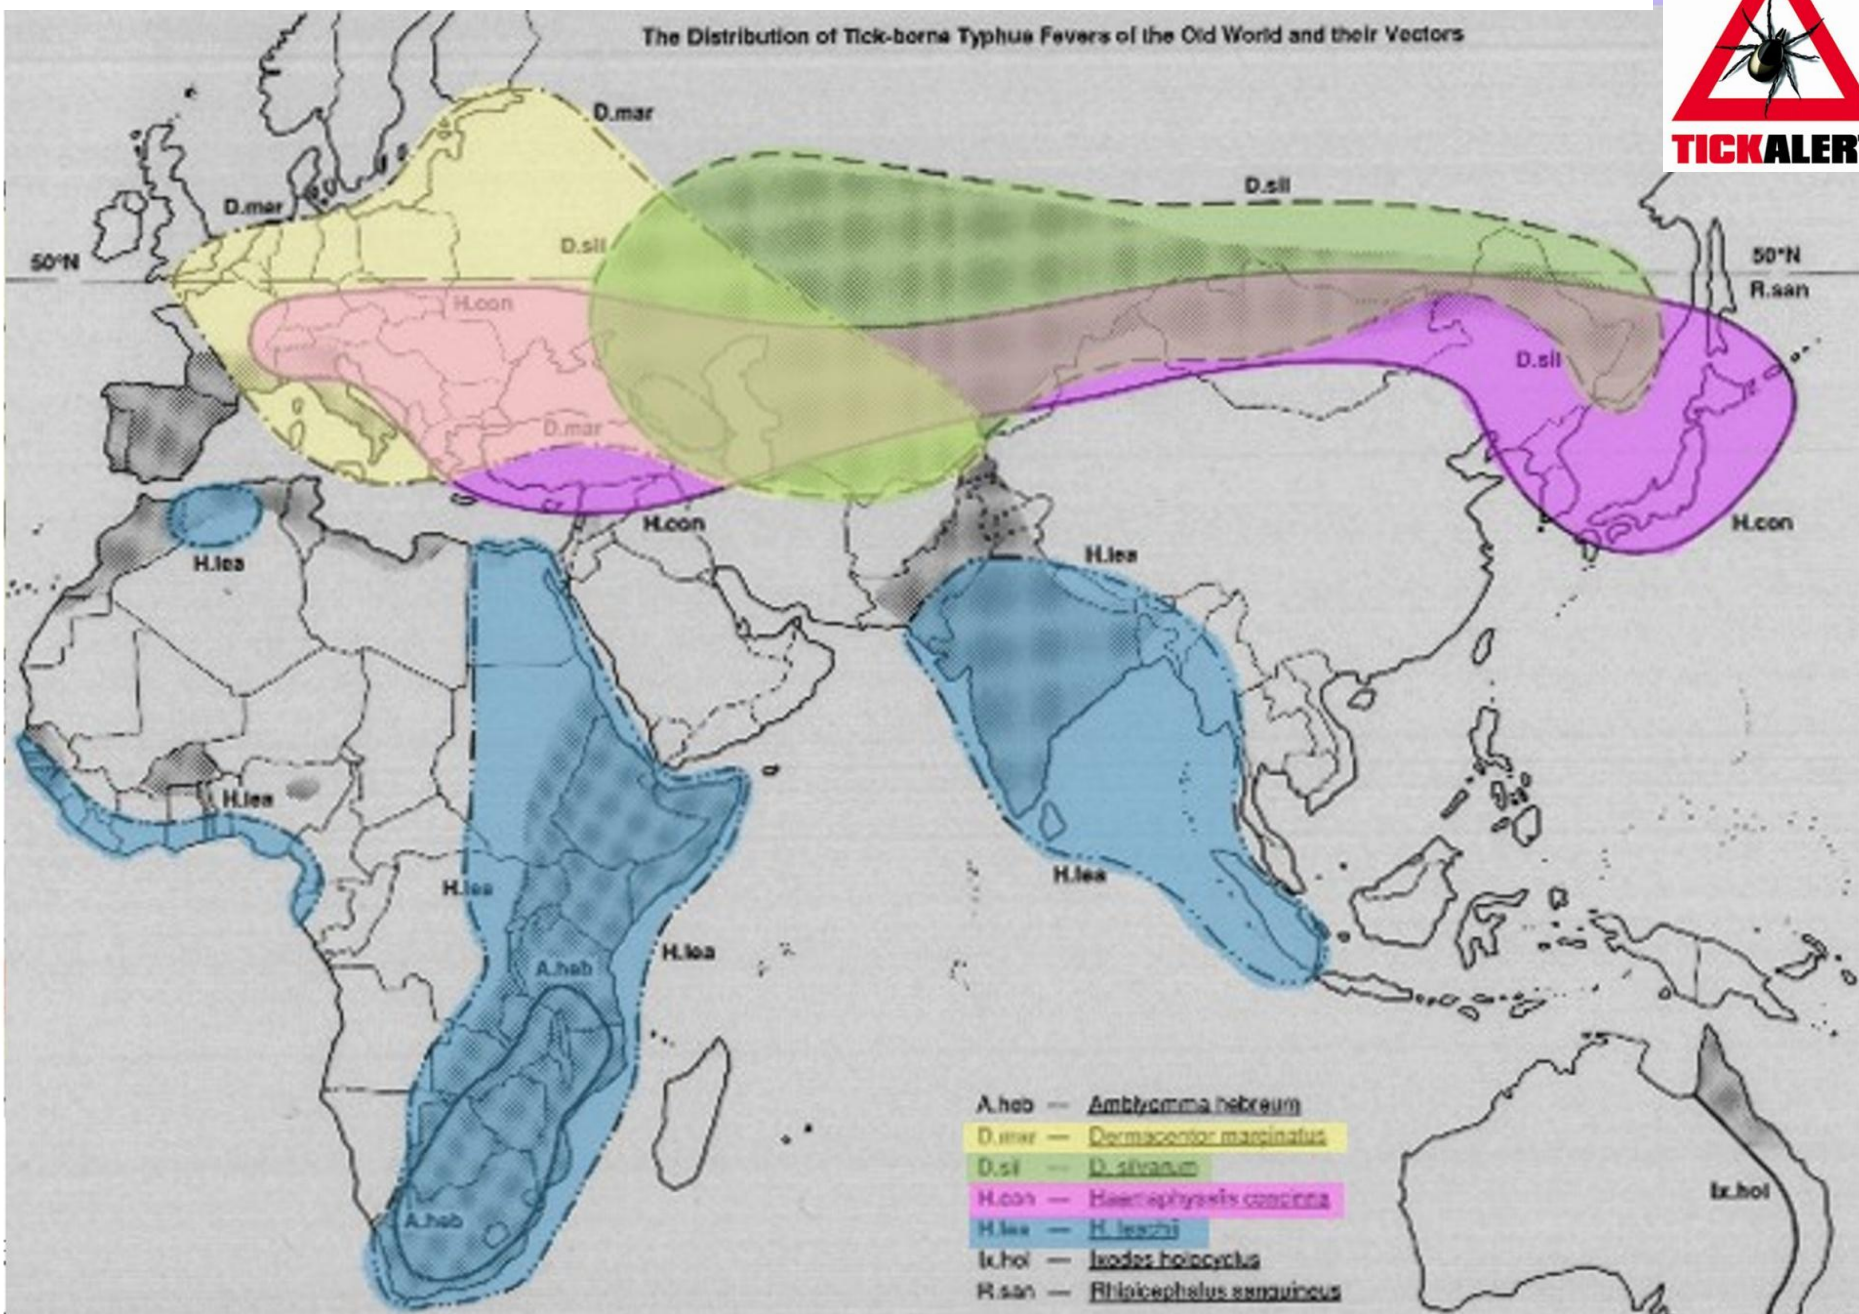 The Distribution of Tick-borne Typhus Fevers of the Old World and their Vectors
TICKALERT
D.mar
D.mar
D.sil
D.sil
50°N
50°N
R.san
H.con
D.sil
D.mar
H.con
H.con
H.lea
H.lea
H.lea
H.lea
H.lea
H.lea
A.heb
A.heb
Ix.hol
A.heb — Amblyomma hebreum
D.mar — Dermacentor marginatus
D.sil — D. silvarum
H.con — Haemaphysalis concinna
H.lea — H. leachii
Ix.hol — Ixodes holocyclus
R.san — Rhipicephalus sanguineus